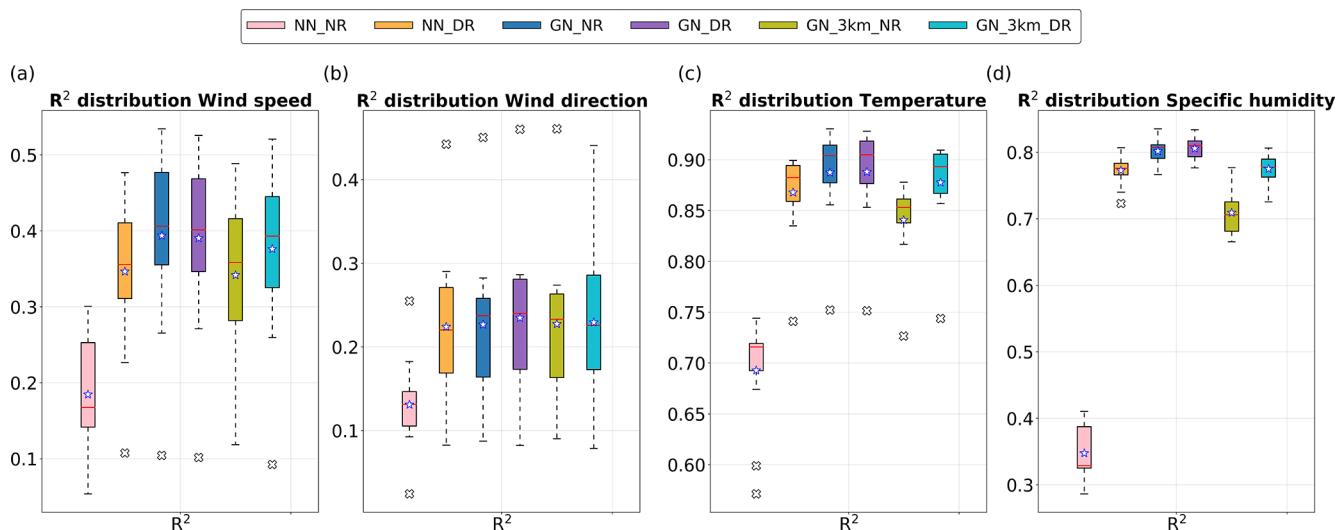 NN_NR NN_DR GN_NR GN_DR GN_3km_NR GN_3km_DR
(a) (b) (c) (d)
R² distribution Wind speed
0.5
0.4
0.3
0.2
0.1
R²
R² distribution Wind direction
0.4
0.3
0.2
0.1
R²
R² distribution Temperature
0.90
0.85
0.80
0.75
0.70
0.65
0.60
R²
R² distribution Specific humidity
0.8
0.7
0.6
0.5
0.4
0.3
R²